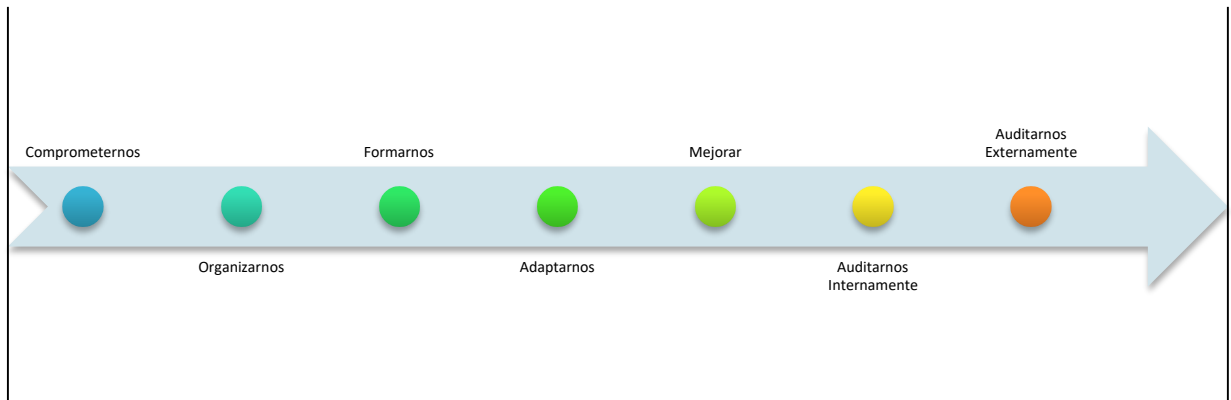 Comprometernos
Organizarnos
Formarnos
Adaptarnos
Mejorar
Auditarnos
Internamente
Auditarnos
Externamente